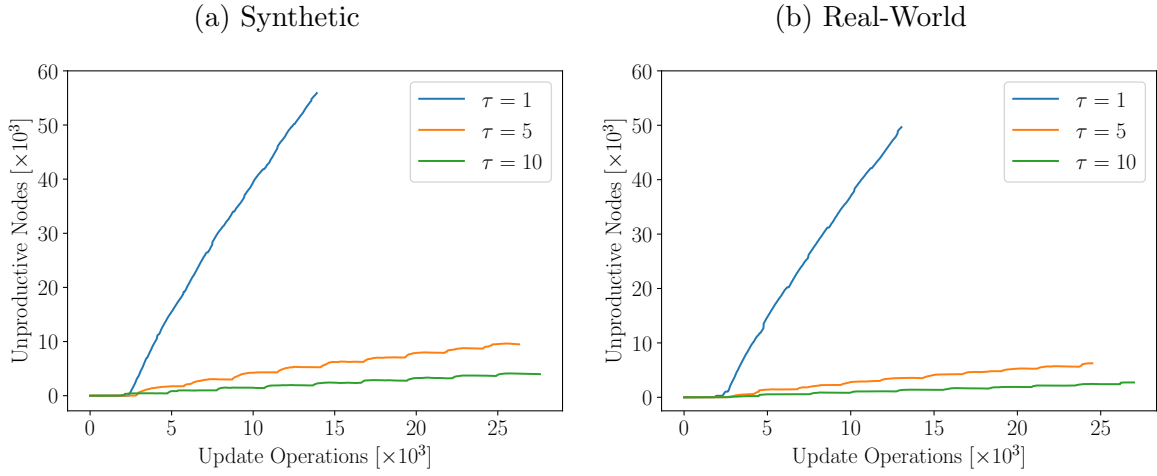 (a) Synthetic
60
50
40
30
20
10
0
Unproductive Nodes [×10³]
τ = 1
τ = 5
τ = 10
0 5 10 15 20 25
Update Operations [×10³]
(b) Real-World
60
50
40
30
20
10
0
Unproductive Nodes [×10³]
τ = 1
τ = 5
τ = 10
0 5 10 15 20 25
Update Operations [×10³]